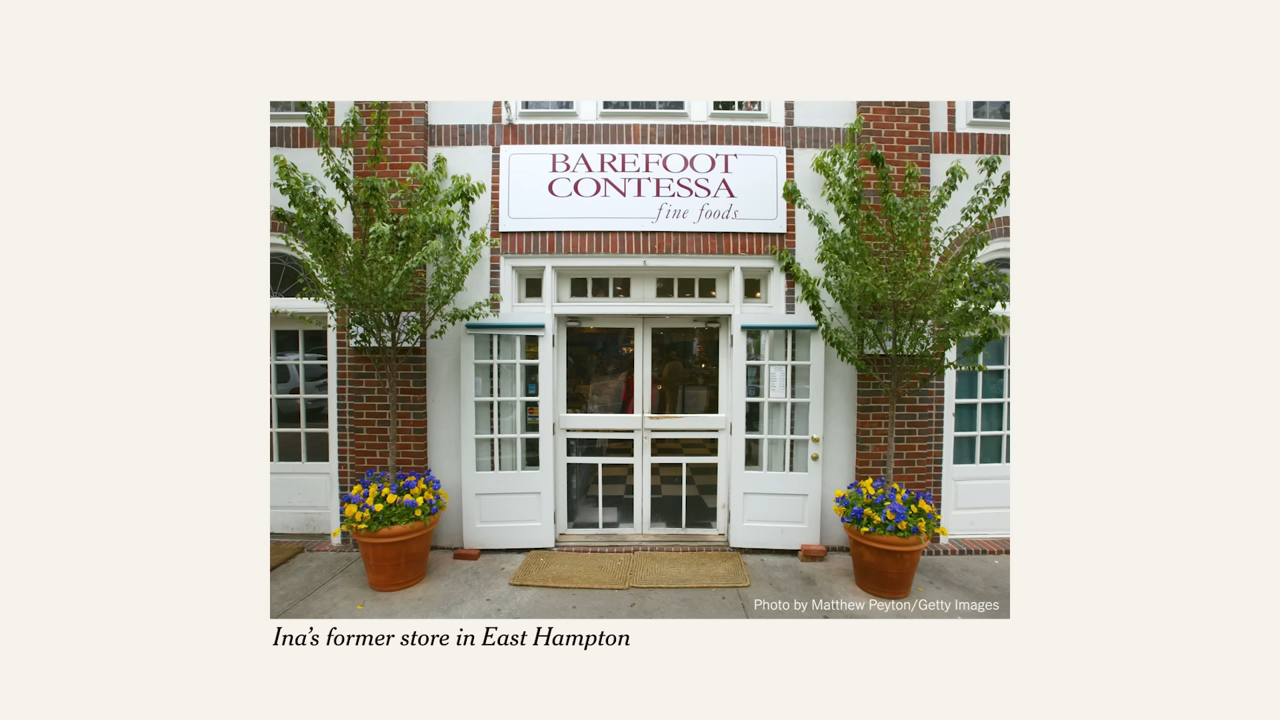 BAREFOOT
CONTESSA
fine foods
Photo by Matthew Peyton/Getty Images
Ina’s former store in East Hampton